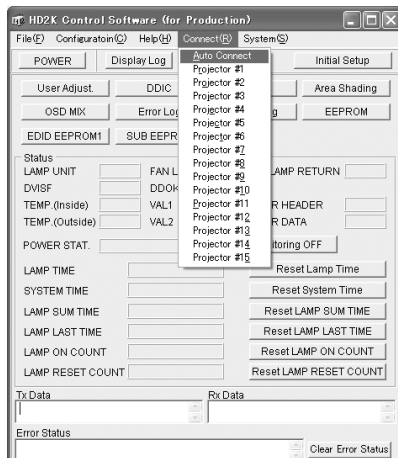 HD2K Control Software (for Production)
File(F) Configuratoin(C) Help(H) Connect(R) System(S)
POWER Display Log Initial Setup
Auto Connect
Projector #1
Projector #2
Projector #3
Projector #4
Projector #5
Projector #6
Projector #7
Projector #8
Projector #9
Projector #10
Projector #11
Projector #12
Projector #13
Projector #14
Projector #15
User Adjust. DDIC Area Shading
OSD MIX Error Log EEPROM
EDID EEPROM1 SUB EEPR
Status
LAMP UNIT FAN L LAMP RETURN
DVISF DDOK
TEMP.(Inside) VAL1 R HEADER
TEMP.(Outside) VAL2 R DATA
POWER STAT. itoring OFF
LAMP TIME Reset Lamp Time
SYSTEM TIME Reset System Time
LAMP SUM TIME Reset LAMP SUM TIME
LAMP LAST TIME Reset LAMP LAST TIME
LAMP ON COUNT Reset LAMP ON COUNT
LAMP RESET COUNT Reset LAMP RESET COUNT
Tx Data Rx Data
Error Status
Clear Error Status